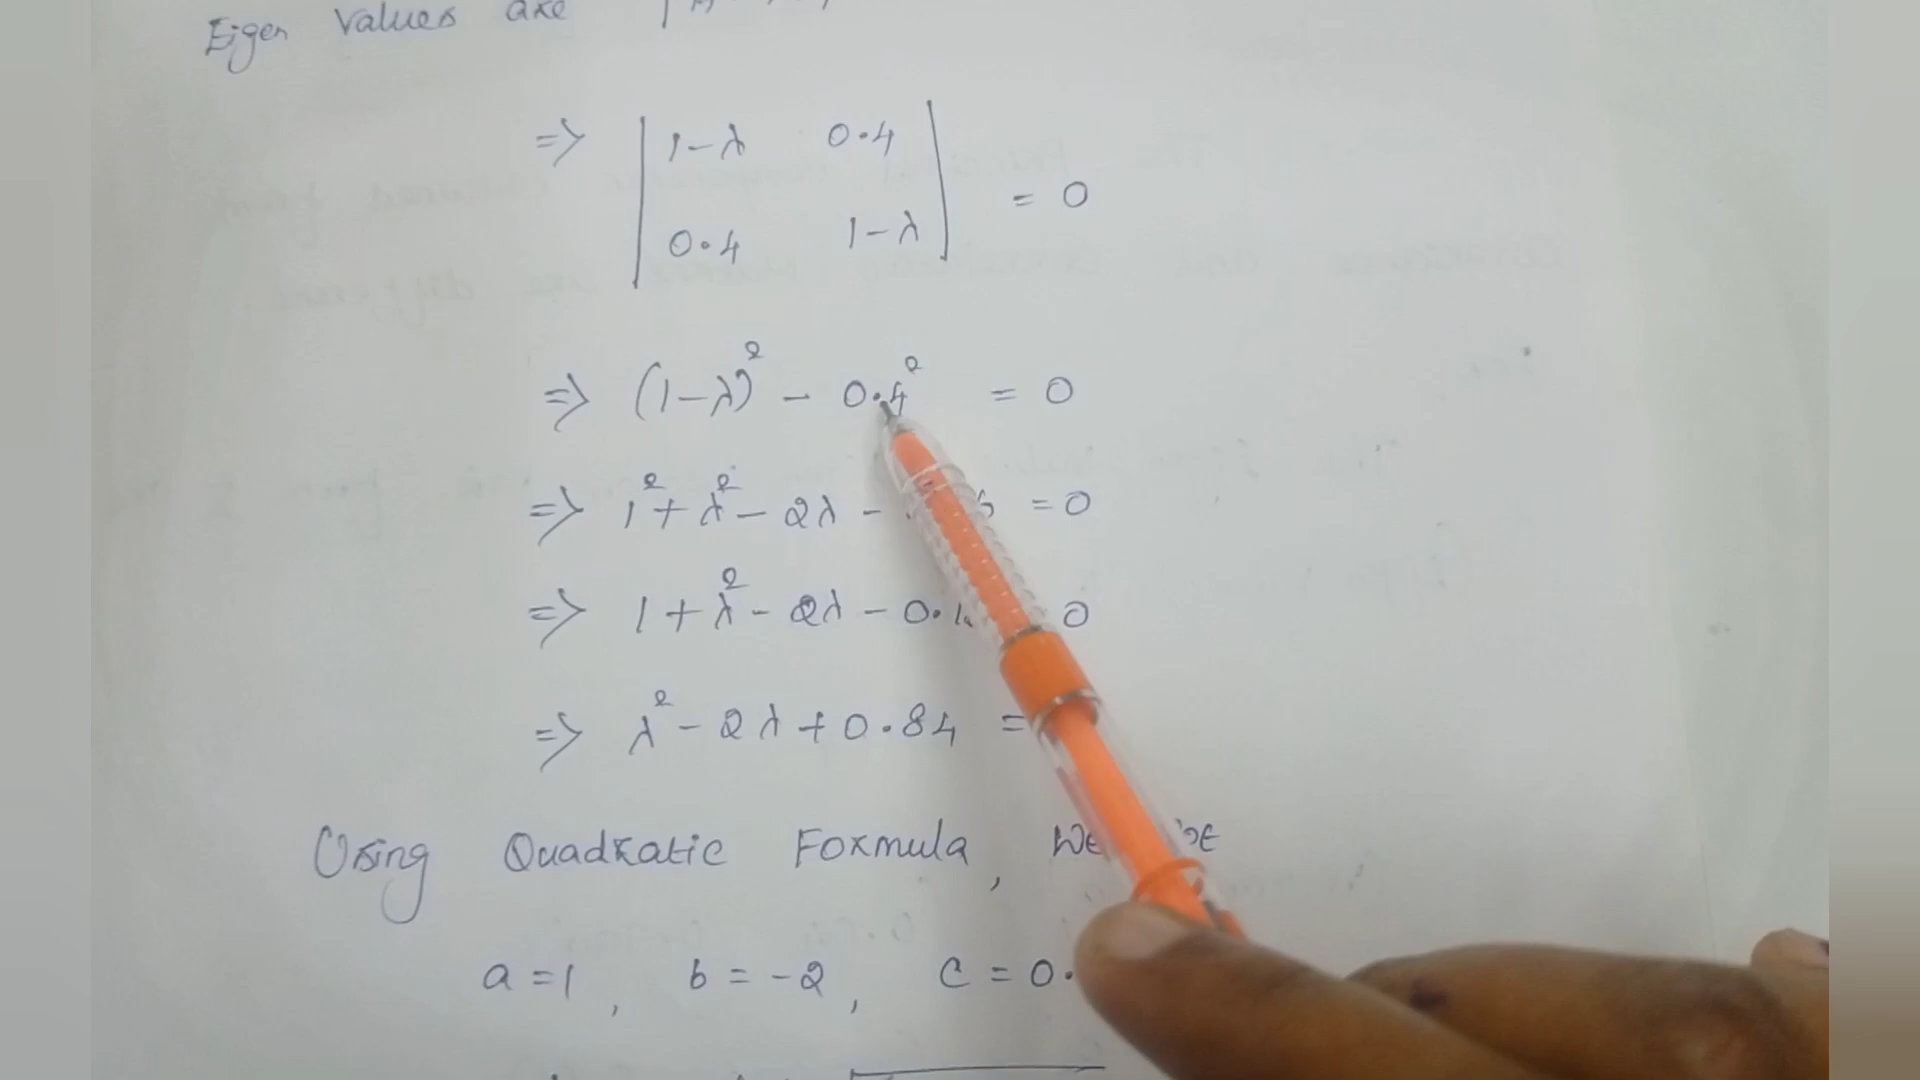 Eigen Values are
=> | 1-λ 0.4 |
| 0.4 1-λ | = 0
=> (1-λ)² - 0.4² = 0
=> 1² + λ² - 2λ - = 0
=> 1 + λ² - 2λ - 0.1 0
=> λ² - 2λ + 0.84 =
Using Quadratic Formula,
a = 1, b = -2, c = 0.